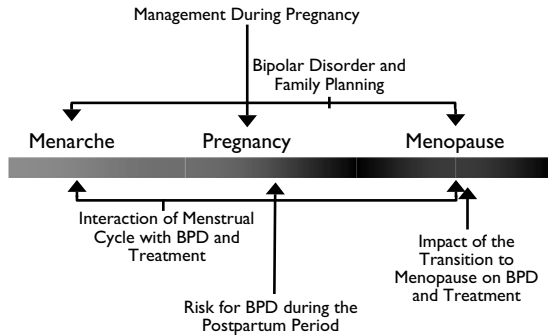 Management During Pregnancy
Bipolar Disorder and
Family Planning
Menarche
Pregnancy
Menopause
Interaction of Menstrual
Cycle with BPD and
Treatment
Risk for BPD during the
Postpartum Period
Impact of the
Transition to
Menopause on BPD
and Treatment